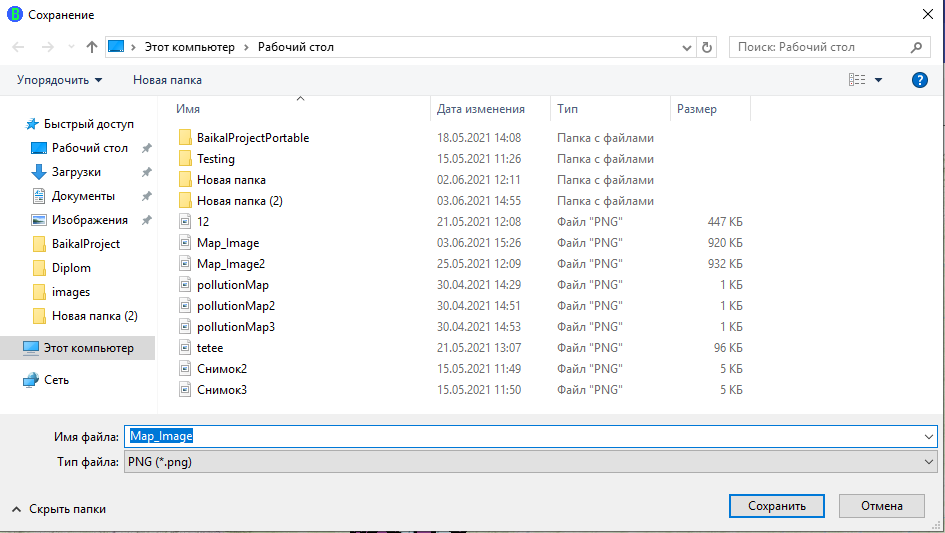 Сохранение
Этот компьютер > Рабочий стол
Поиск: Рабочий стол
Упорядочить Новая папка
Имя Дата изменения Тип Размер
Быстрый доступ
Рабочий стол
Загрузки
Документы
Изображения
BaikalProject
Diplom
images
Новая папка (2)
Этот компьютер
Сеть
BaikalProjectPortable 18.05.2021 14:08 Папка с файлами
Testing 15.05.2021 11:26 Папка с файлами
Новая папка 02.06.2021 12:11 Папка с файлами
Новая папка (2) 03.06.2021 14:55 Папка с файлами
12 21.05.2021 12:08 Файл "PNG" 447 КБ
Map_Image 03.06.2021 15:26 Файл "PNG" 920 КБ
Map_Image2 25.05.2021 12:09 Файл "PNG" 932 КБ
pollutionMap 30.04.2021 14:29 Файл "PNG" 1 КБ
pollutionMap2 30.04.2021 14:51 Файл "PNG" 1 КБ
pollutionMap3 30.04.2021 14:53 Файл "PNG" 1 КБ
tetee 21.05.2021 13:07 Файл "PNG" 96 КБ
Снимок2 15.05.2021 11:49 Файл "PNG" 5 КБ
Снимок3 15.05.2021 11:50 Файл "PNG" 5 КБ
Имя файла: Map_Image
Тип файла: PNG (*.png)
Скрыть папки
Сохранить Отмена